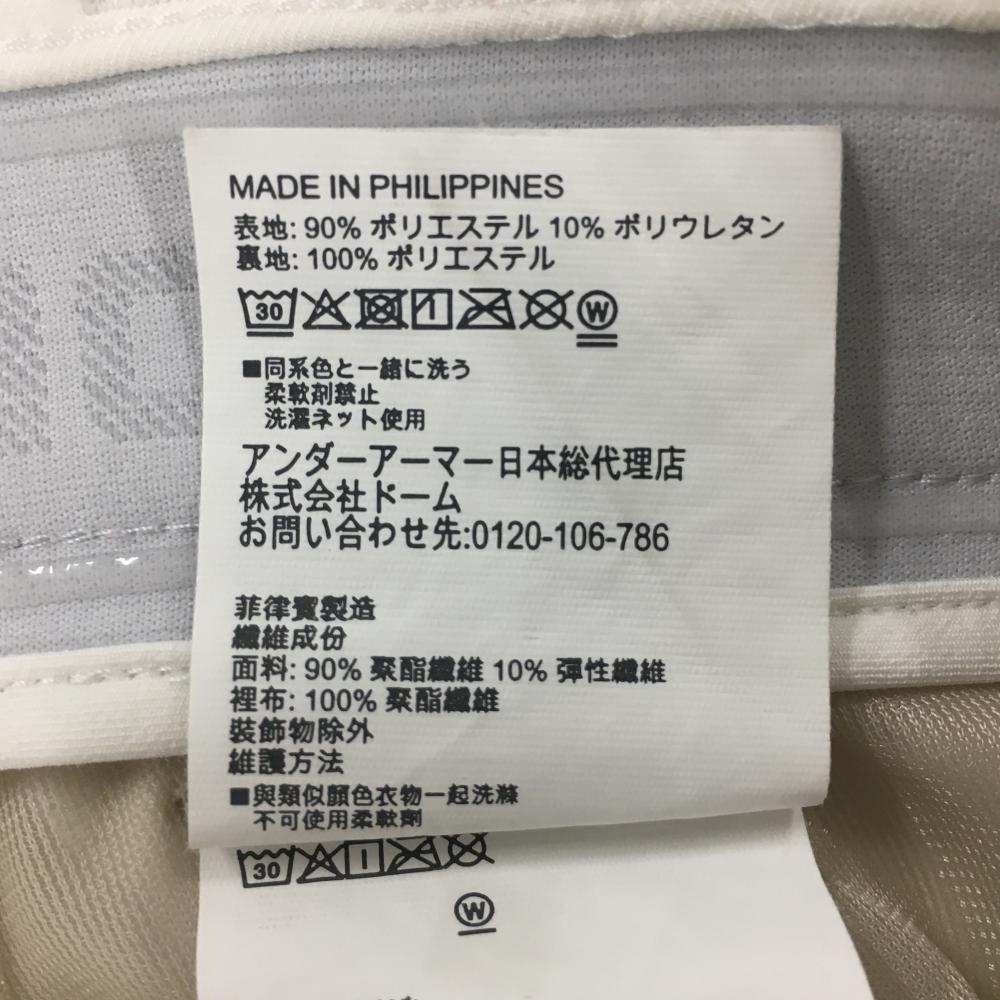 MADE IN PHILIPPINES
表地: 90% ポリエステル 10% ポリウレタン
裏地: 100% ポリエステル
30 W
■同系色と一緒に洗う
柔軟剤禁止
洗濯ネット使用
アンダーアーマー日本総代理店
株式会社ドーム
お問い合わせ先:0120-106-786
菲律賓製造
纖維成份
面料: 90% 聚酯纖維 10% 彈性纖維
裡布: 100% 聚酯纖維
裝飾物除外
維護方法
■與類似顏色衣物一起洗滌
不可使用柔軟劑
30
W